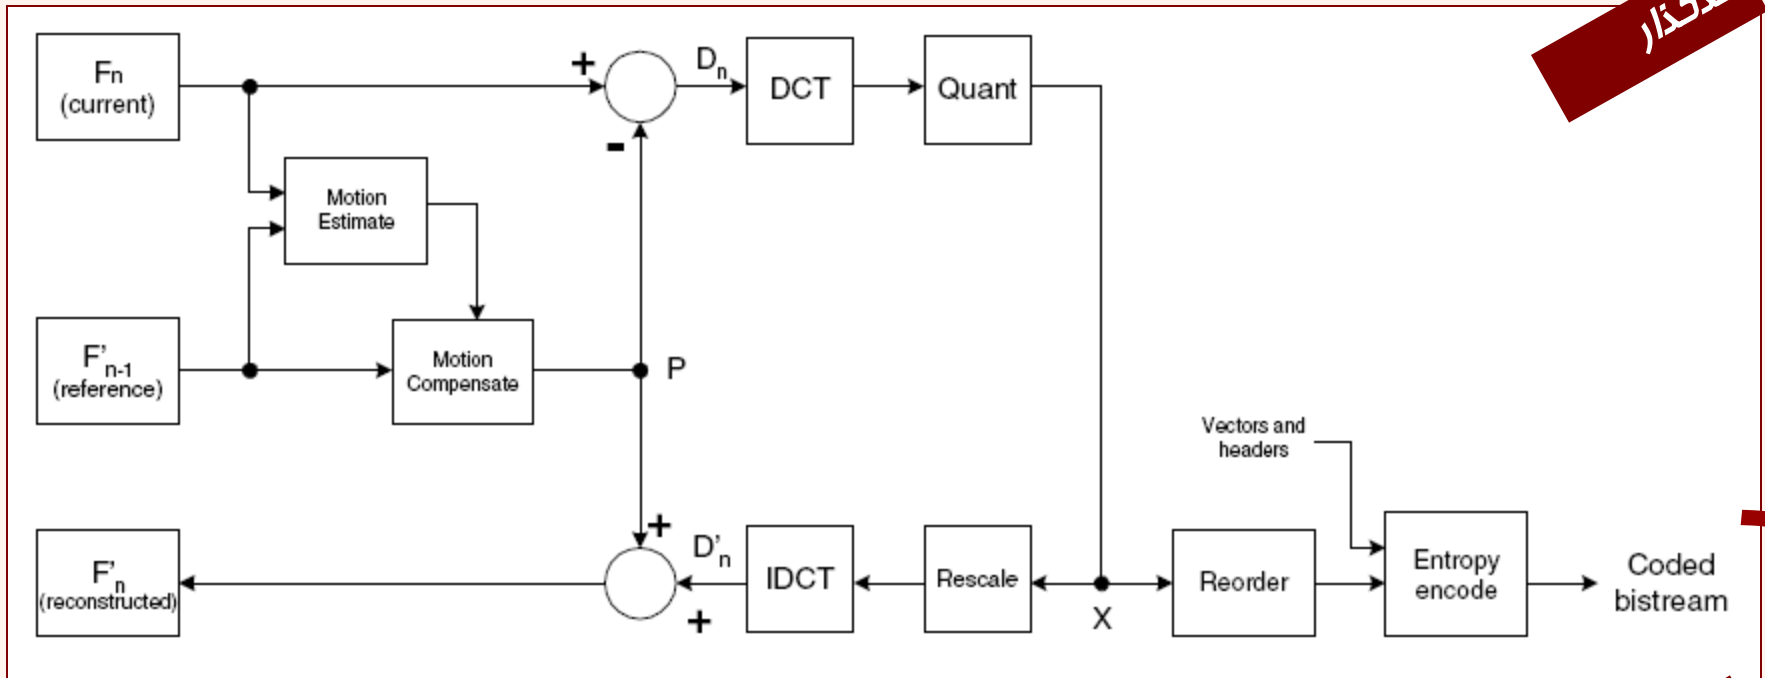 Fn
(current)
+
-
Dn
DCT
Quant
Motion
Estimate
F'n-1
(reference)
Motion
Compensate
P
Vectors and
headers
F'n
(reconstructed)
+
+
D'n
IDCT
Rescale
X
Reorder
Entropy
encode
Coded
bistream